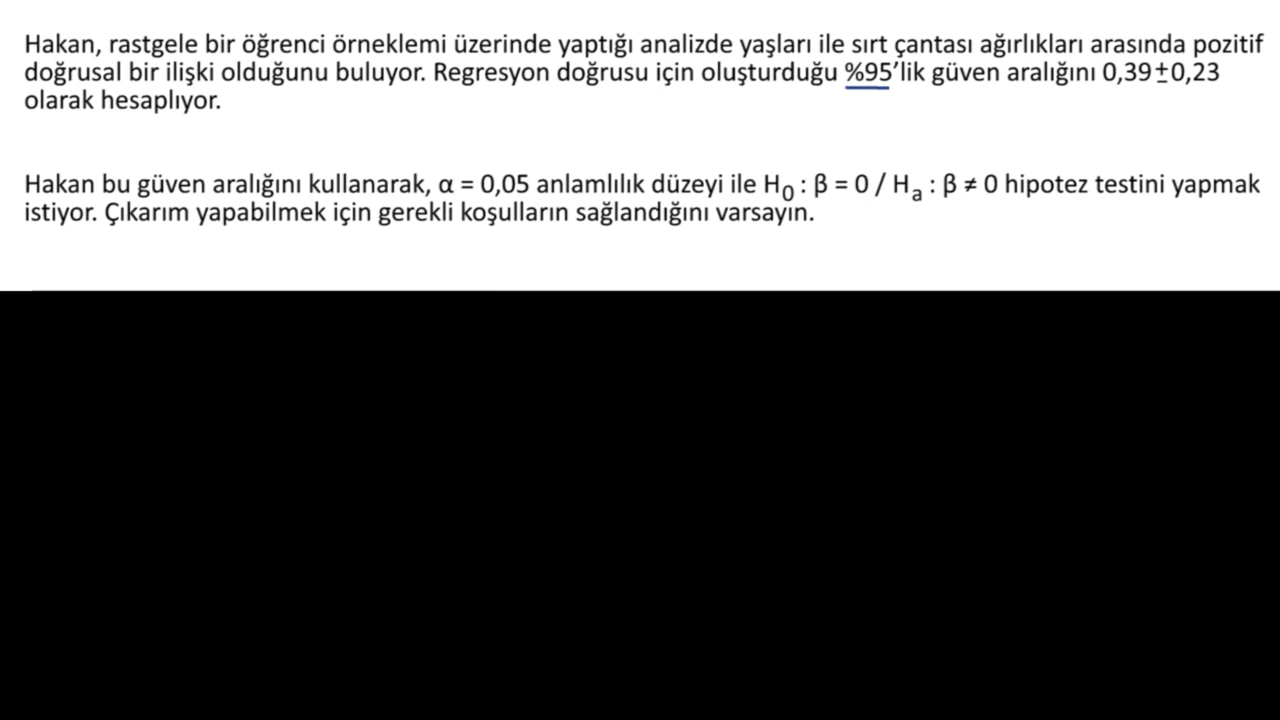 Hakan, rastgele bir öğrenci örneklemi üzerinde yaptığı analizde yaşları ile sırt çantası ağırlıkları arasında pozitif
doğrusal bir ilişki olduğunu buluyor. Regresyon doğrusu için oluşturduğu %95'lik güven aralığını 0,39±0,23
olarak hesaplıyor.
Hakan bu güven aralığını kullanarak, α = 0,05 anlamlılık düzeyi ile H₀ : β = 0 / Hₐ : β ≠ 0 hipotez testini yapmak
istiyor. Çıkarım yapabilmek için gerekli koşulların sağlandığını varsayın.